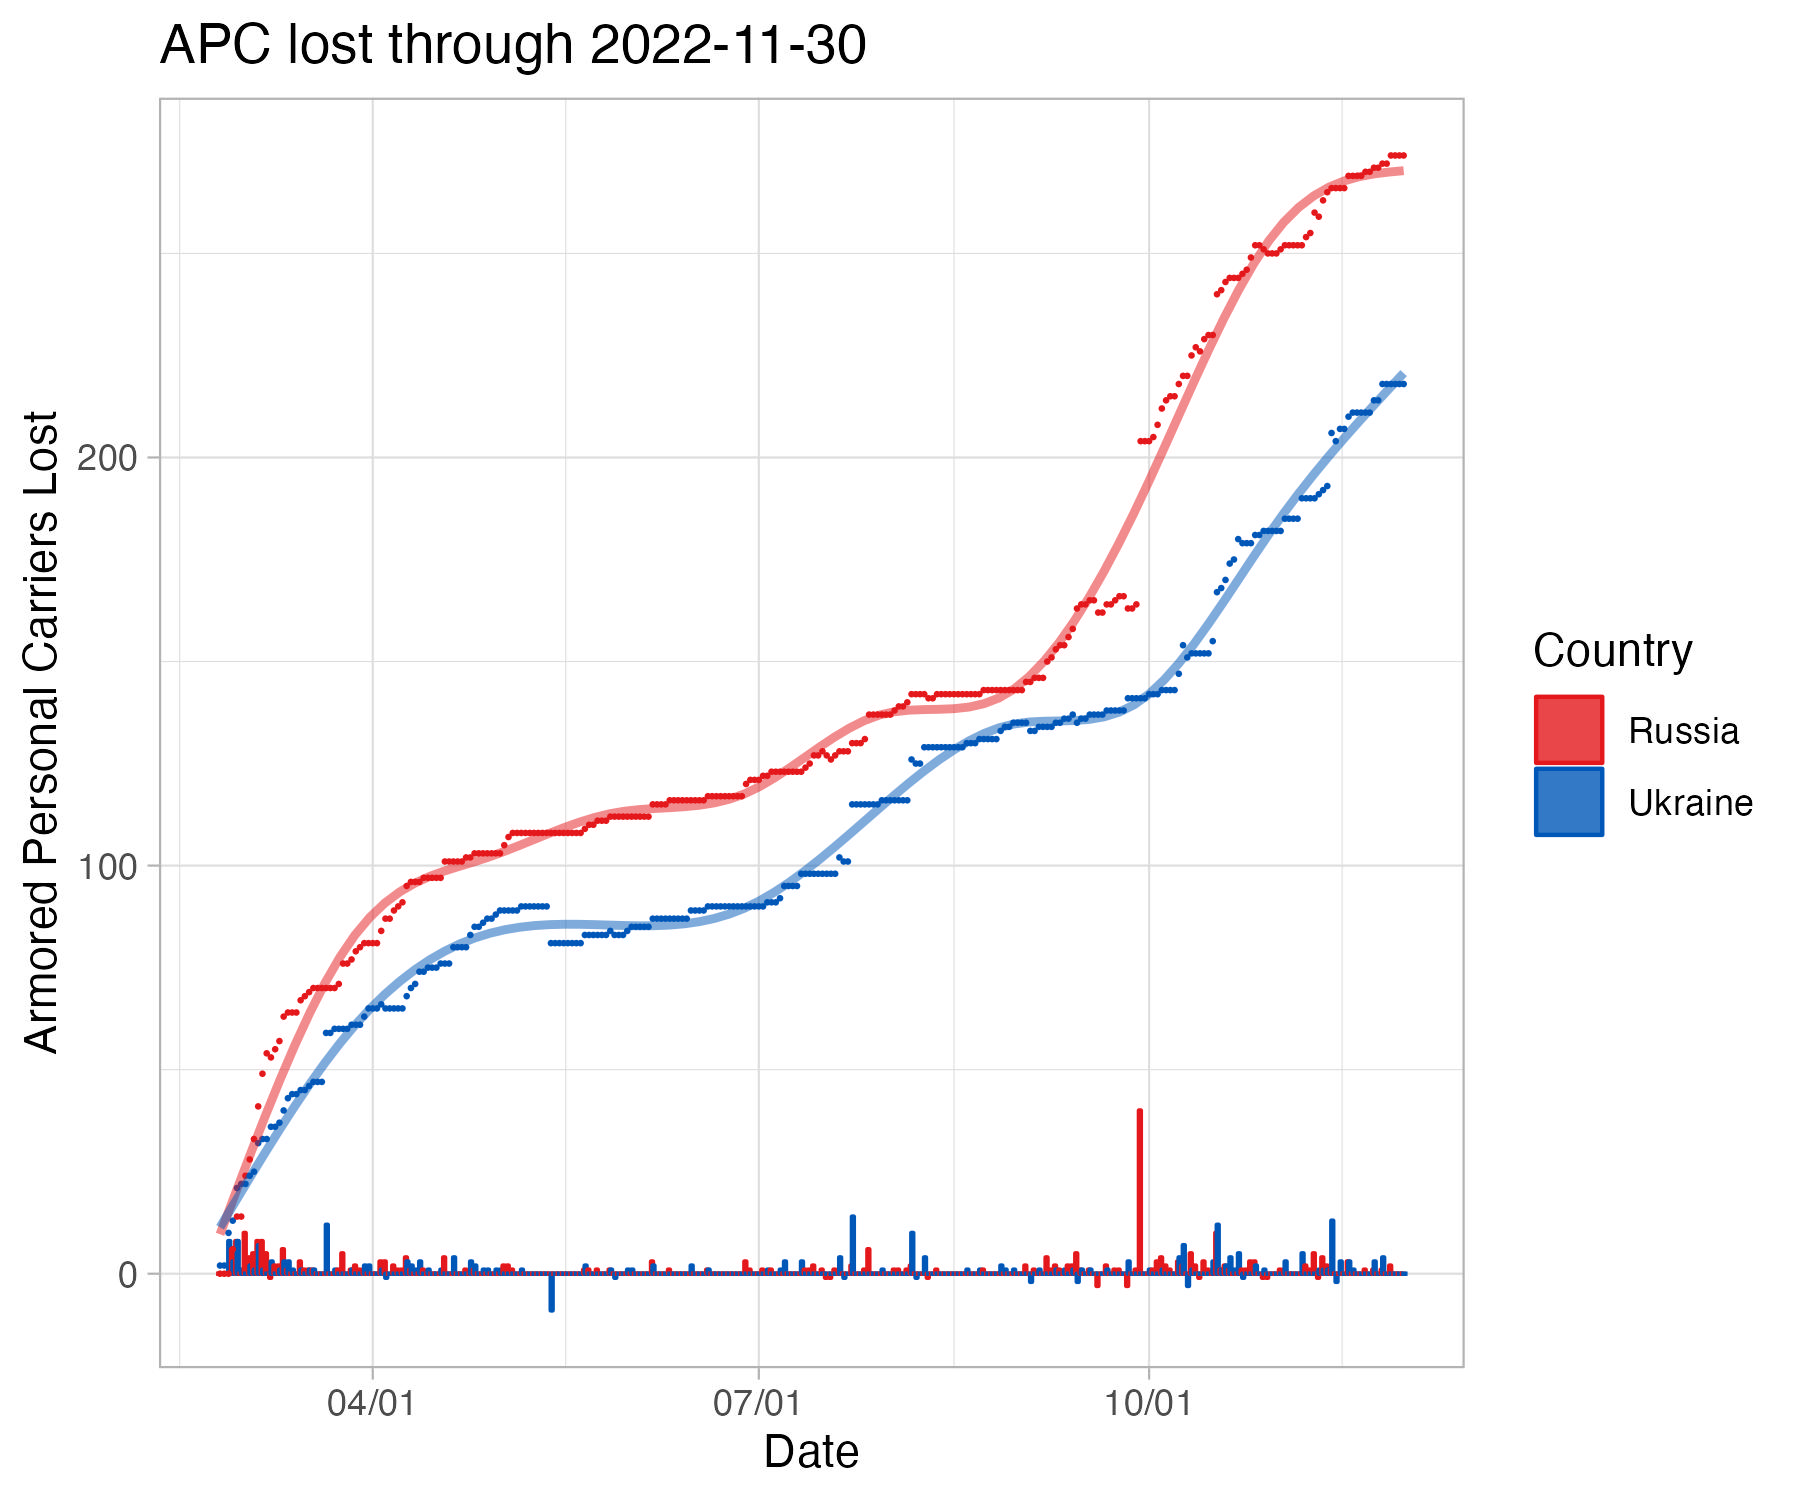 APC lost through 2022-11-30
Armored Personal Carriers Lost
200
100
0
04/01
07/01
10/01
Date
Country
Russia
Ukraine